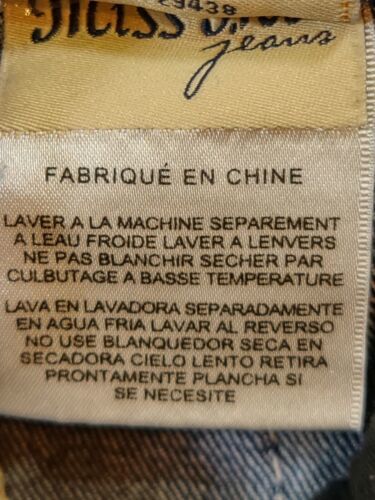 29438
Miss
jeans
FABRIQUÉ EN CHINE
LAVER A LA MACHINE SEPAREMENT
A LEAU FROIDE LAVER A LENVERS
NE PAS BLANCHIR SECHER PAR
CULBUTAGE A BASSE TEMPERATURE
LAVA EN LAVADORA SEPARADAMENTE
EN AGUA FRIA LAVAR AL REVERSO
NO USE BLANQUEDOR SECA EN
SECADORA CIELO LENTO RETIRA
PRONTAMENTE PLANCHA SI
SE NECESITE